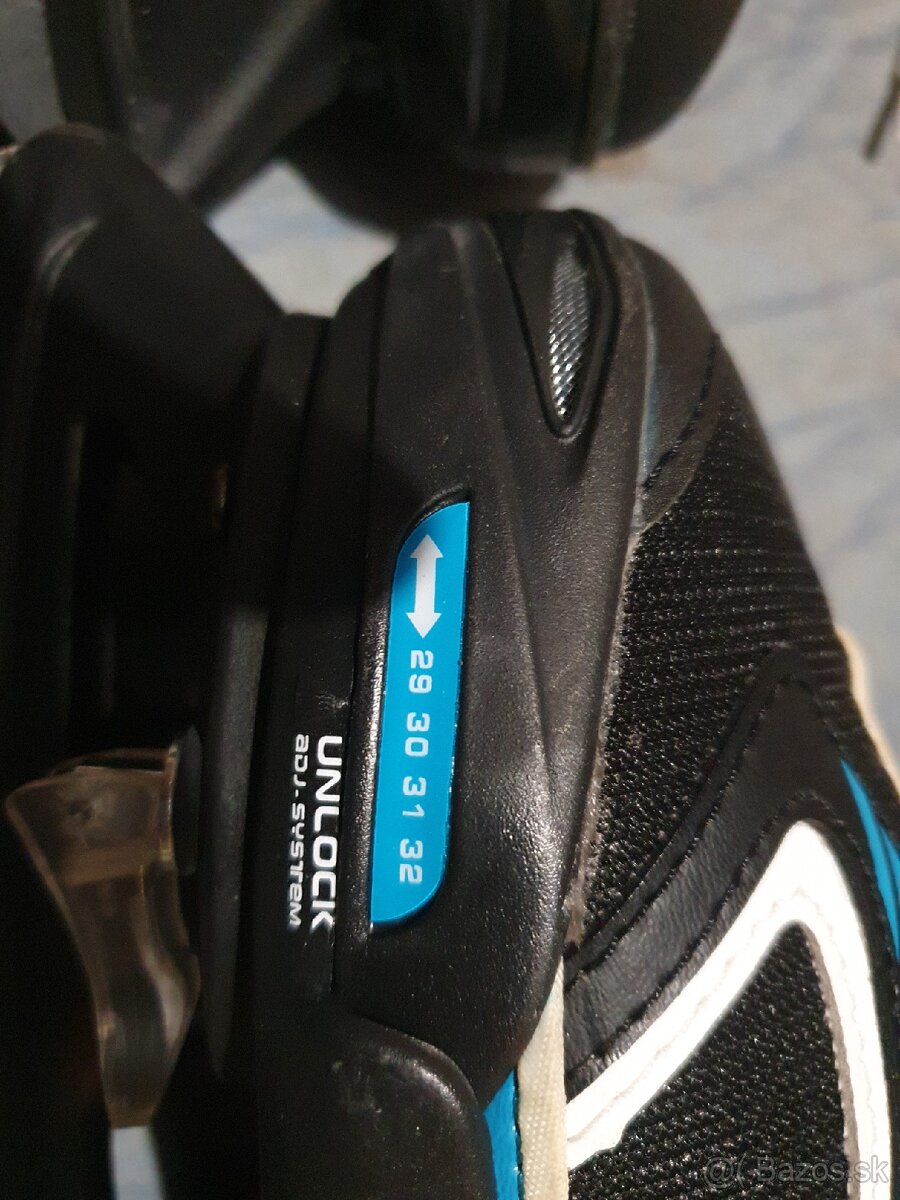 29 30 31 32
UNLOCK
ADJ.SYSTEM
@( Bazos.sk